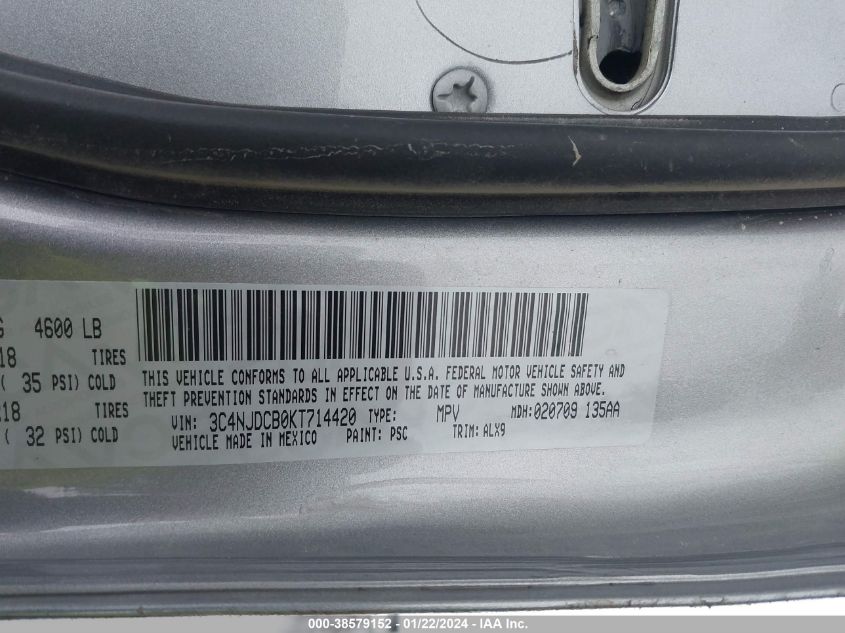 G 4600 LB
18 TIRES
( 35 PSI) COLD
18 TIRES
( 32 PSI) COLD
THIS VEHICLE CONFORMS TO ALL APPLICABLE U.S.A. FEDERAL MOTOR VEHICLE SAFETY AND
THEFT PREVENTION STANDARDS IN EFFECT ON THE DATE OF MANUFACTURE SHOWN ABOVE.
VIN: 3C4NJDCB0KT714420 TYPE: MPV MDH:020709 135AA
VEHICLE MADE IN MEXICO PAINT: PSC TRIM: ALX9
000-38579152 - 01/22/2024 - IAA Inc.